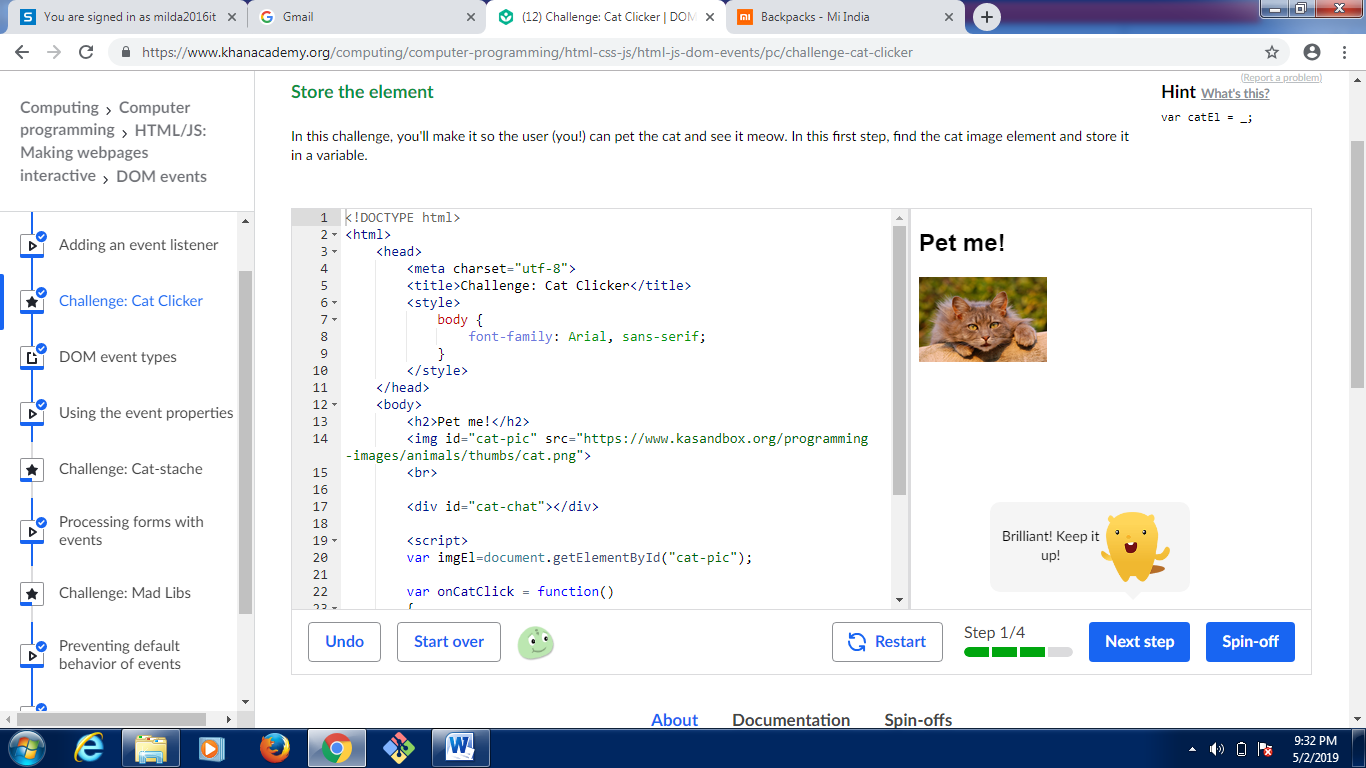 You are signed in as milda2016it
Gmail
(12) Challenge: Cat Clicker | DOM
Backpacks - Mi India
https://www.khanacademy.org/computing/computer-programming/html-css-js/html-js-dom-events/pc/challenge-cat-clicker
(Report a problem)
Computing > Computer
programming > HTML/JS:
Making webpages
interactive > DOM events
Adding an event listener
Challenge: Cat Clicker
DOM event types
Using the event properties
Challenge: Cat-stache
Processing forms with
events
Challenge: Mad Libs
Preventing default
behavior of events
Store the element
Hint What's this?
var catEl = _;
In this challenge, you'll make it so the user (you!) can pet the cat and see it meow. In this first step, find the cat image element and store it
in a variable.
1 <!DOCTYPE html>
2 <html>
3 <head>
4 <meta charset="utf-8">
5 <title>Challenge: Cat Clicker</title>
6 <style>
7 body {
8 font-family: Arial, sans-serif;
9 }
10 </style>
11 </head>
12 <body>
13 <h2>Pet me!</h2>
14 <img id="cat-pic" src="https://www.kasandbox.org/programming
-images/animals/thumbs/cat.png">
15 <br>
16
17 <div id="cat-chat"></div>
18
19 <script>
20 var imgEl=document.getElementById("cat-pic");
21
22 var onCatClick = function()
23 {
Pet me!
Brilliant! Keep it
up!
Undo
Start over
Restart
Step 1/4
Next step
Spin-off
About
Documentation
Spin-offs
9:32 PM
5/2/2019